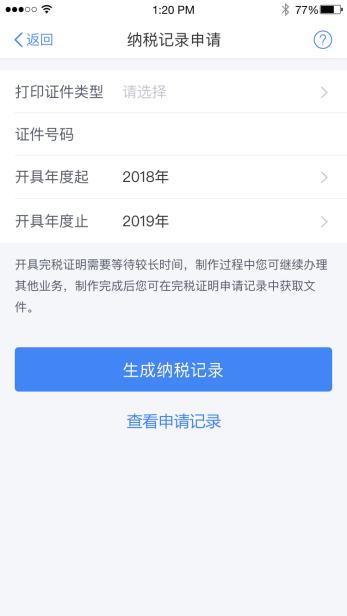 1:20 PM 77%
返回 纳税记录申请 ?
打印证件类型 请选择
证件号码
开具年度起 2018年
开具年度止 2019年
开具完税证明需要等待较长时间，制作过程中您可继续办理
其他业务，制作完成后您可在完税证明申请记录中获取文
件。
生成纳税记录
查看申请记录